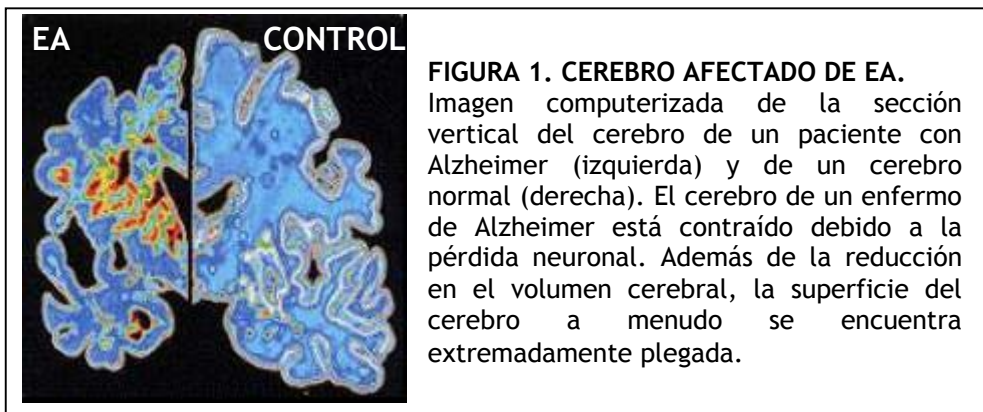 EA CONTROL
FIGURA 1. CEREBRO AFECTADO DE EA.
Imagen computerizada de la sección
vertical del cerebro de un paciente con
Alzheimer (izquierda) y de un cerebro
normal (derecha). El cerebro de un enfermo
de Alzheimer está contraído debido a la
pérdida neuronal. Además de la reducción
en el volumen cerebral, la superficie del
cerebro a menudo se encuentra
extremadamente plegada.